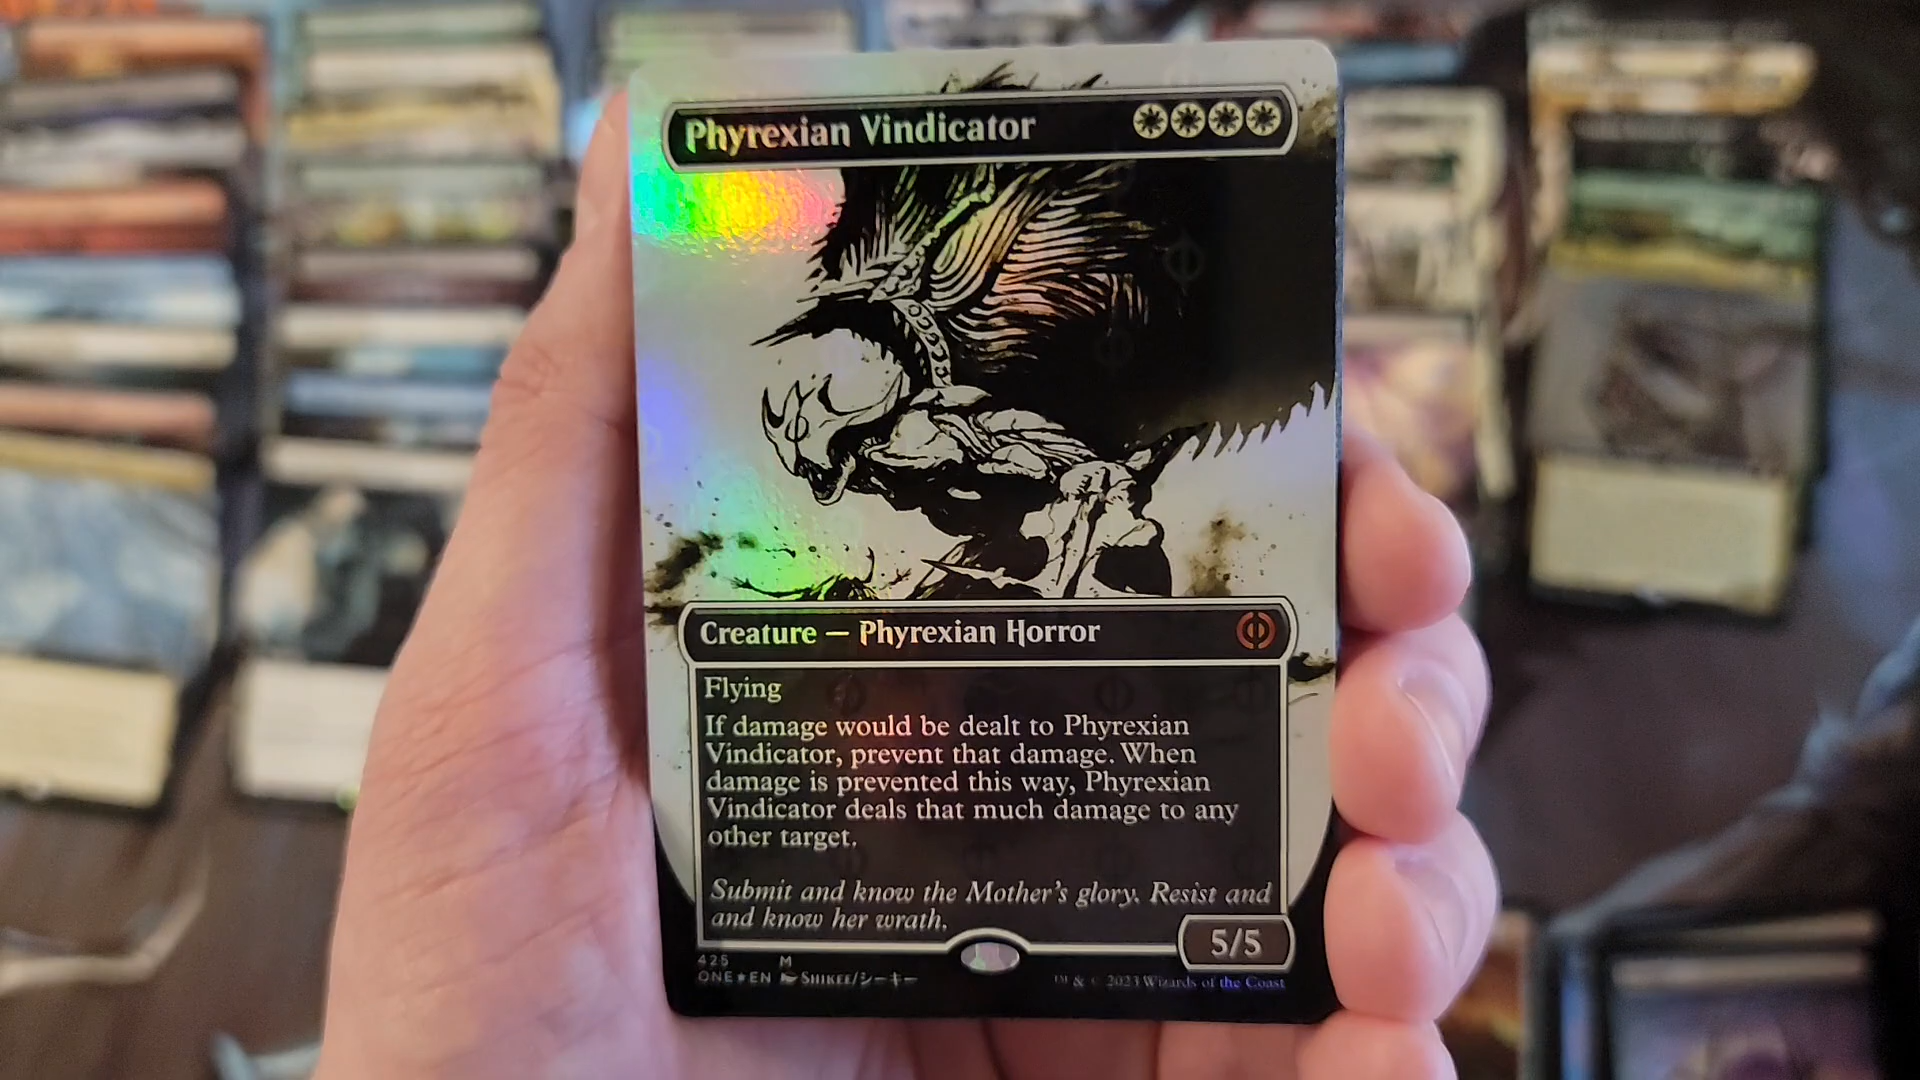 Phyrexian Vindicator
Creature — Phyrexian Horror
Flying
If damage would be dealt to Phyrexian
Vindicator, prevent that damage. When
damage is prevented this way, Phyrexian
Vindicator deals that much damage to any
other target.
Submit and know the Mother's glory. Resist and
and know her wrath.
5/5
425 M
ONE★EN SHIKEE/シーキー
™ & © 2023 Wizards of the Coast